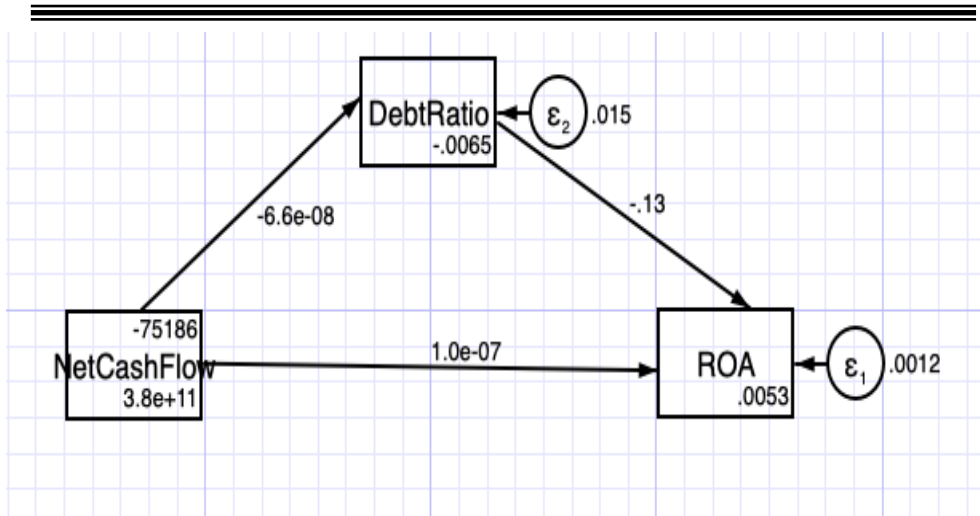 DebtRatio
-.0065
ε2
.015
-6.6e-08
-.13
-75186
NetCashFlow
3.8e+11
1.0e-07
ROA
.0053
ε1
.0012